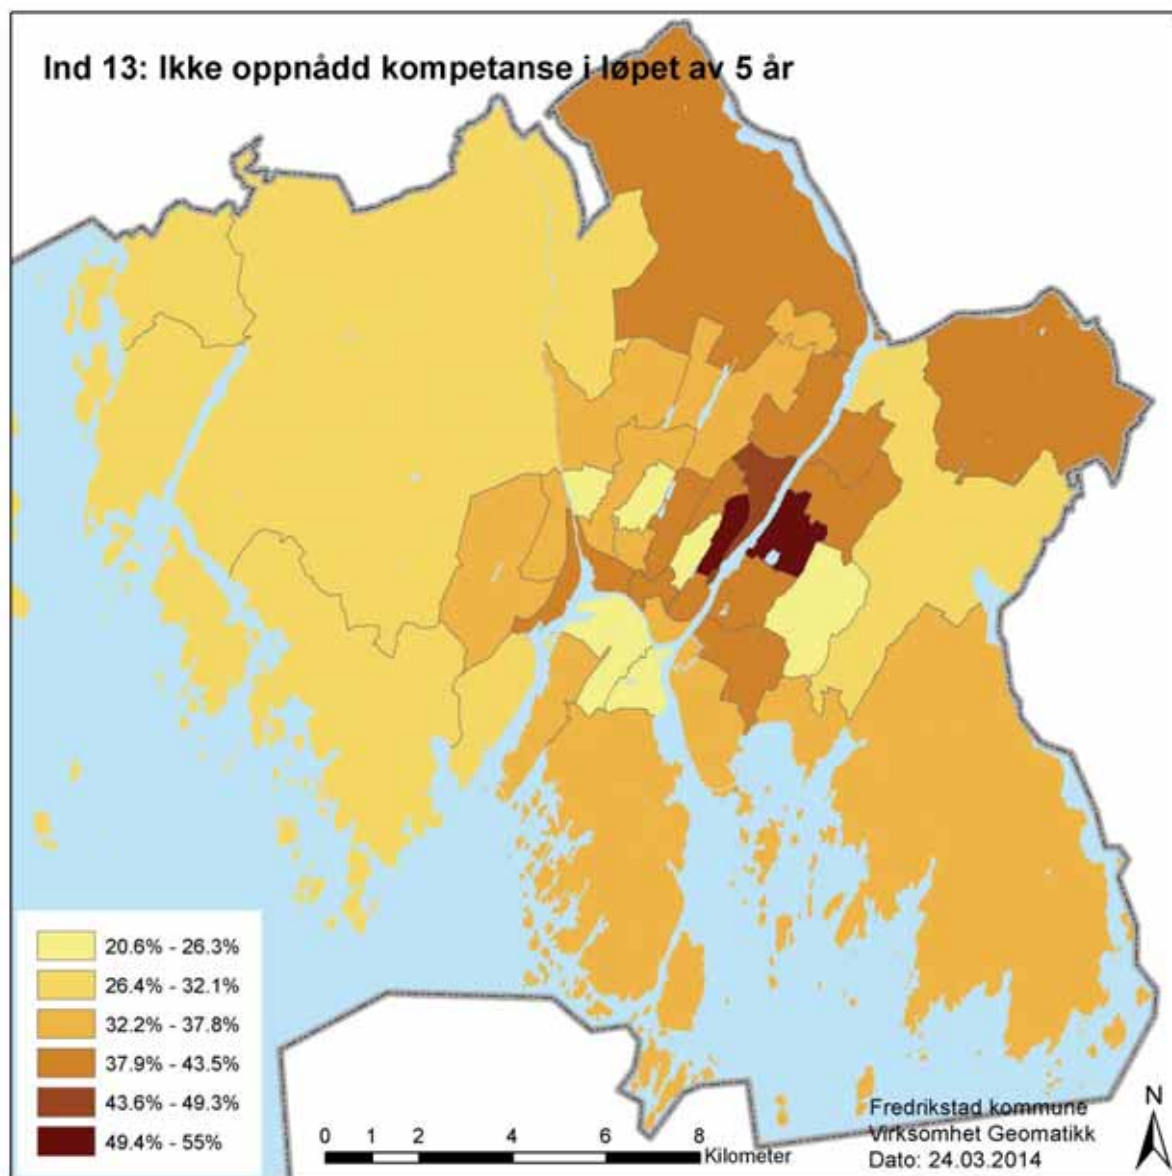 Ind 13: Ikke oppnådd kompetanse i løpet av 5 år
20.6% - 26.3%
26.4% - 32.1%
32.2% - 37.8%
37.9% - 43.5%
43.6% - 49.3%
49.4% - 55%
0 1 2 4 6 8
Kilometer
Fredrikstad kommune
Virksomhet Geomatikk
Dato: 24.03.2014
N